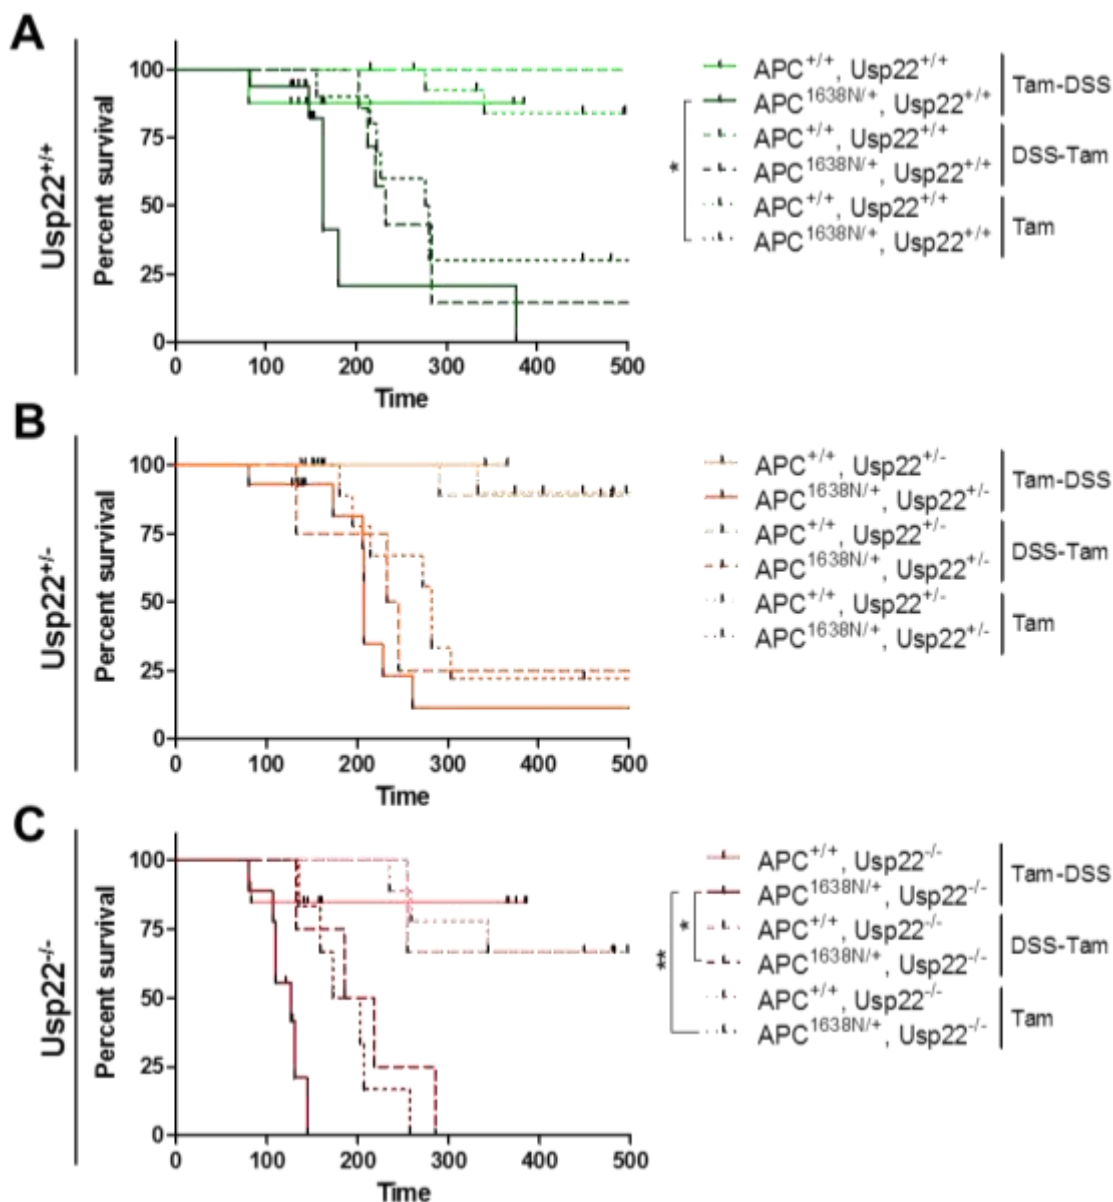 A
Usp22+/+
Percent survival
100
75
50
25
0
0 100 200 300 400 500
Time
APC+/+, Usp22+/+
APC1638N/+, Usp22+/+
Tam-DSS
APC+/+, Usp22+/+
APC1638N/+, Usp22+/+
DSS-Tam
APC+/+, Usp22+/+
APC1638N/+, Usp22+/+
Tam
*
B
Usp22+/-
Percent survival
100
75
50
25
0
0 100 200 300 400 500
Time
APC+/+, Usp22+/-
APC1638N/+, Usp22+/-
Tam-DSS
APC+/+, Usp22+/-
APC1638N/+, Usp22+/-
DSS-Tam
APC+/+, Usp22+/-
APC1638N/+, Usp22+/-
Tam
C
Usp22-/-
Percent survival
100
75
50
25
0
0 100 200 300 400 500
Time
APC+/+, Usp22-/-
APC1638N/+, Usp22-/-
Tam-DSS
APC+/+, Usp22-/-
APC1638N/+, Usp22-/-
DSS-Tam
APC+/+, Usp22-/-
APC1638N/+, Usp22-/-
Tam
*
**